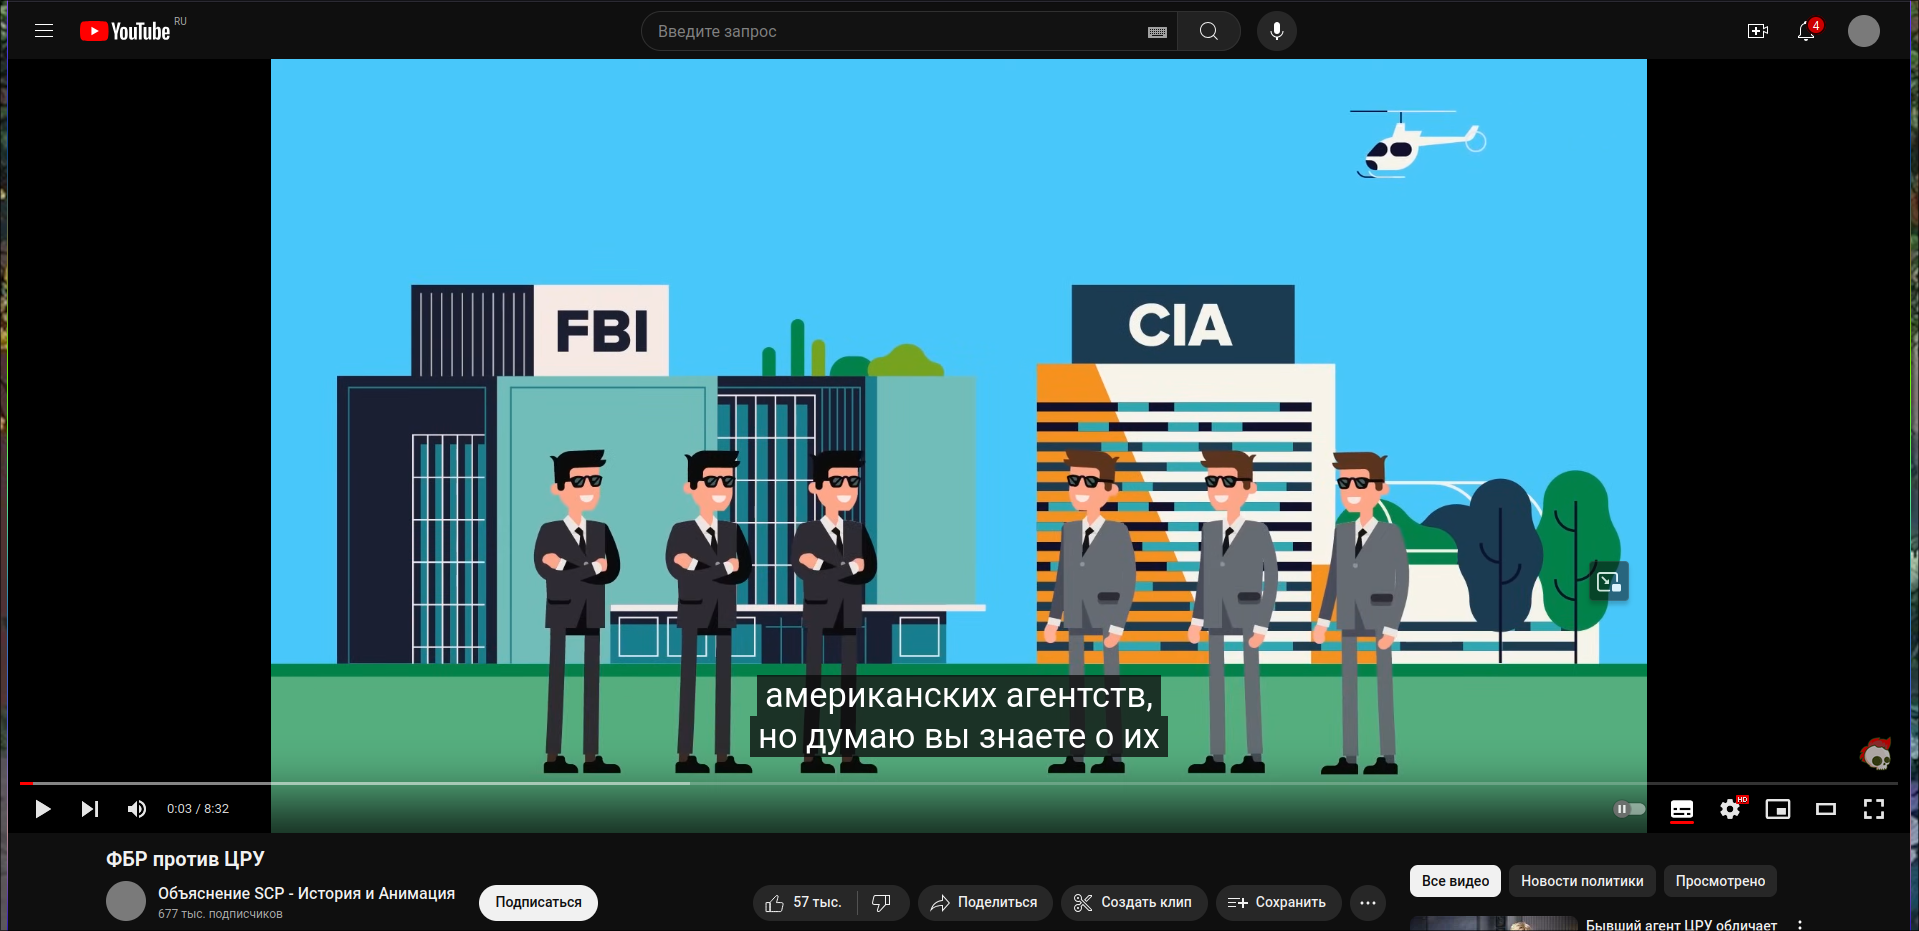 YouTube RU
Введите запрос
4
FBI
CIA
американских агентств,
но думаю вы знаете о их
0:03 / 8:32
HD
ФБР против ЦРУ
Объяснение SCP - История и Анимация
677 тыс. подписчиков
Подписаться
57 тыс.
Поделиться
Создать клип
Сохранить
Все видео
Новости политики
Просмотрено
Бывший агент ЦРУ обличает